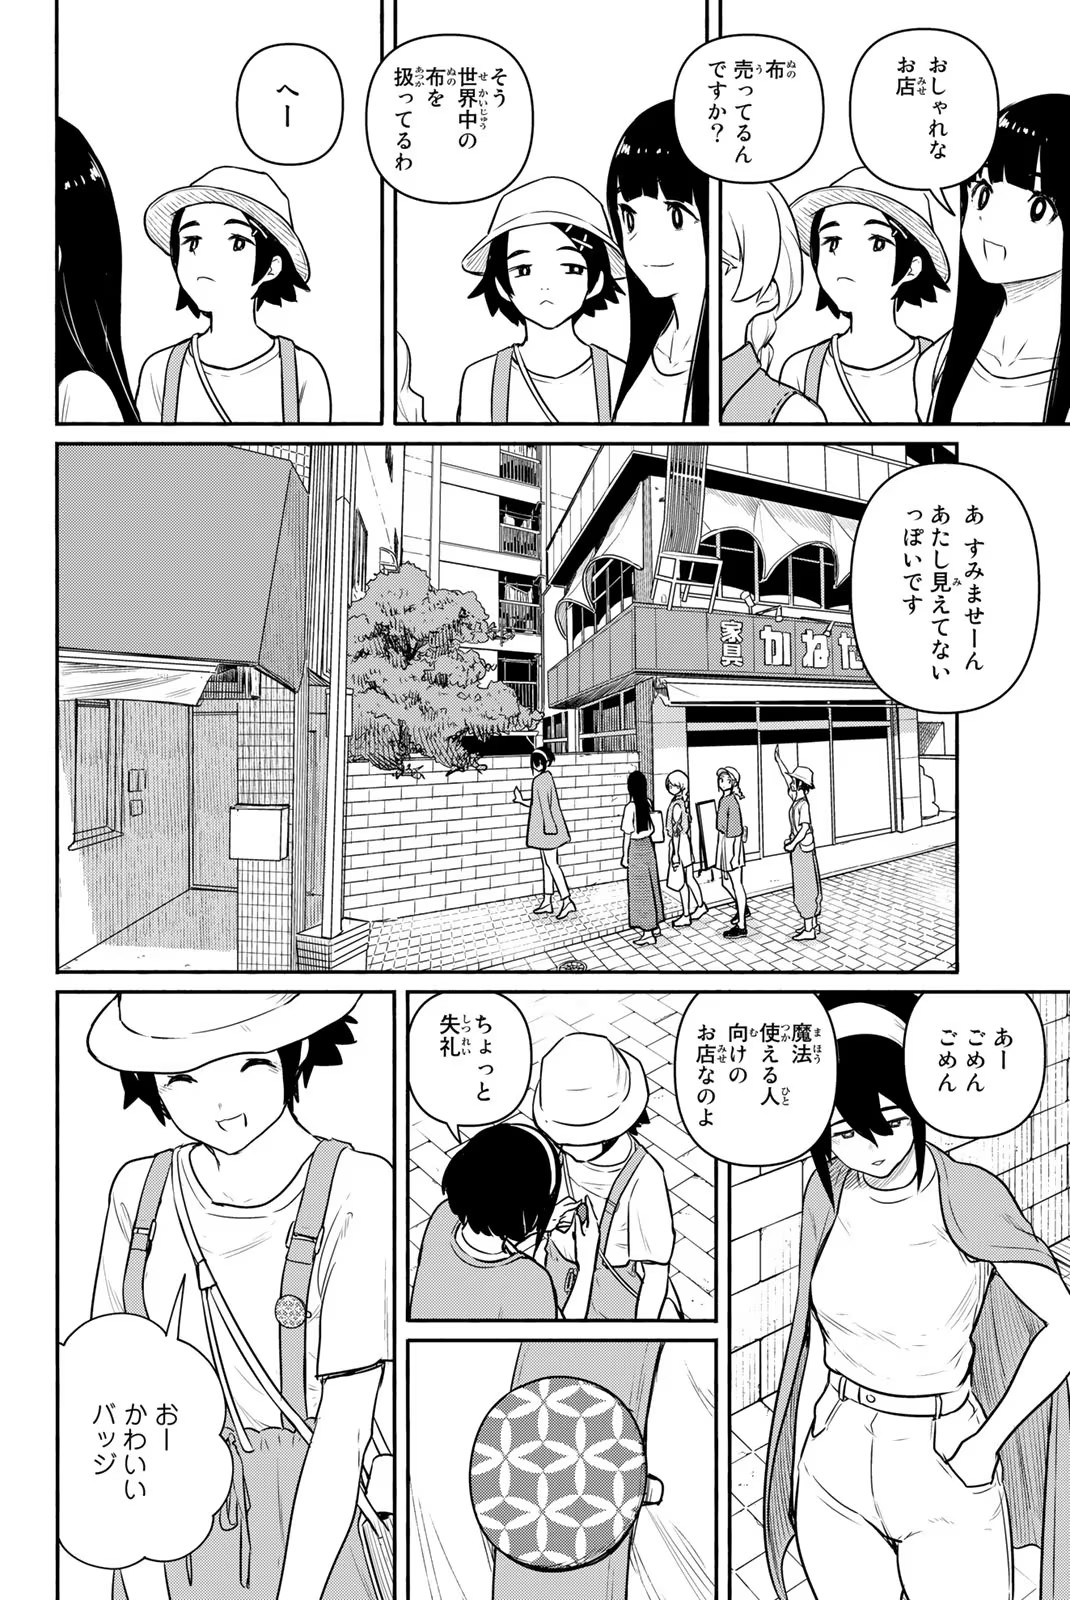 おしゃれな
お店
布
売ってるん
ですか?
そう
世界中の
布を
扱ってるわ
へー
あ すみませーん
あたし見えてない
っぽいです
家具 かねだ
あー
ごめん
ごめん
魔法
使える人
向けの
お店なのよ
ちょっと
失礼
おー
かわいい
バッジ